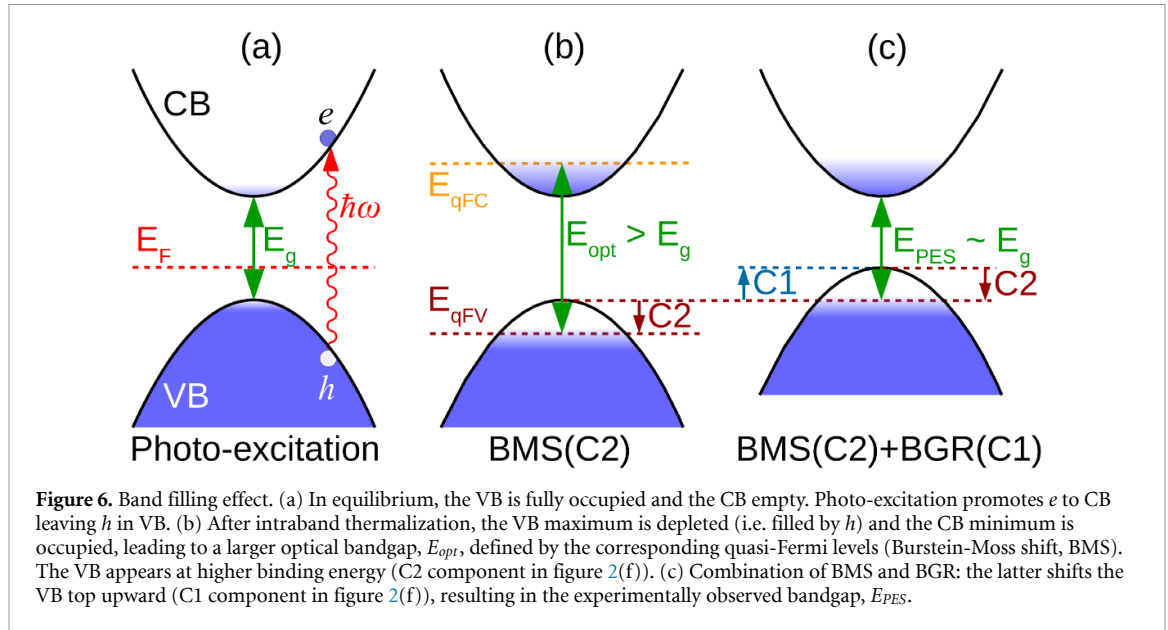 (a) (b) (c)
CB
e
ħω
E_F
E_g
VB
h
Photo-excitation
E_qFC
E_opt > E_g
E_qFV
C2
BMS(C2)
E_PES ~ E_g
C1
C2
BMS(C2)+BGR(C1)
Figure 6. Band filling effect. (a) In equilibrium, the VB is fully occupied and the CB empty. Photo-excitation promotes e to CB
leaving h in VB. (b) After intraband thermalization, the VB maximum is depleted (i.e. filled by h) and the CB minimum is
occupied, leading to a larger optical bandgap, E_opt, defined by the corresponding quasi-Fermi levels (Burstein-Moss shift, BMS).
The VB appears at higher binding energy (C2 component in figure 2(f)). (c) Combination of BMS and BGR: the latter shifts the
VB top upward (C1 component in figure 2(f)), resulting in the experimentally observed bandgap, E_PES.